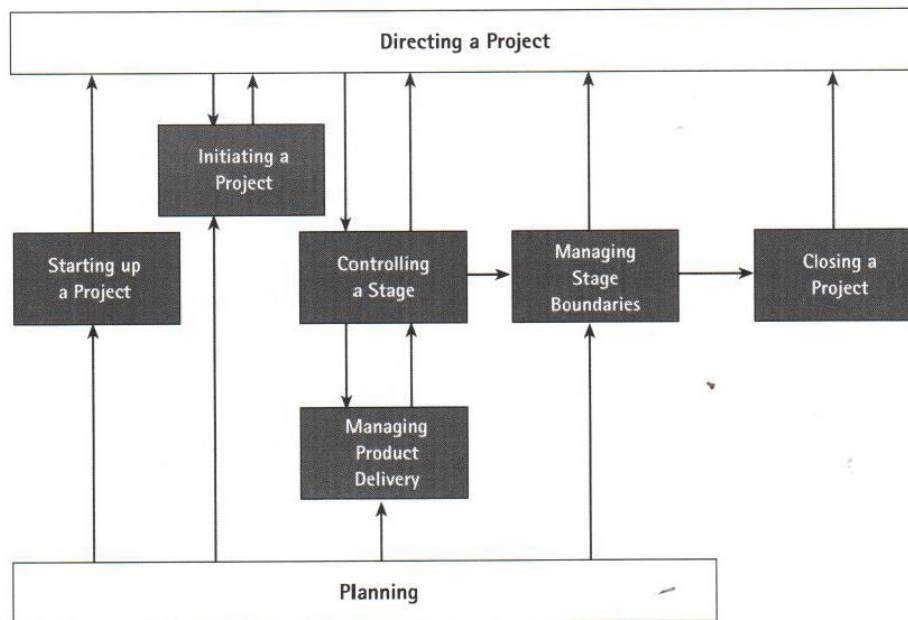 Directing a Project
Initiating a
Project
Starting up
a Project
Controlling
a Stage
Managing
Stage
Boundaries
Closing a
Project
Managing
Product
Delivery
Planning